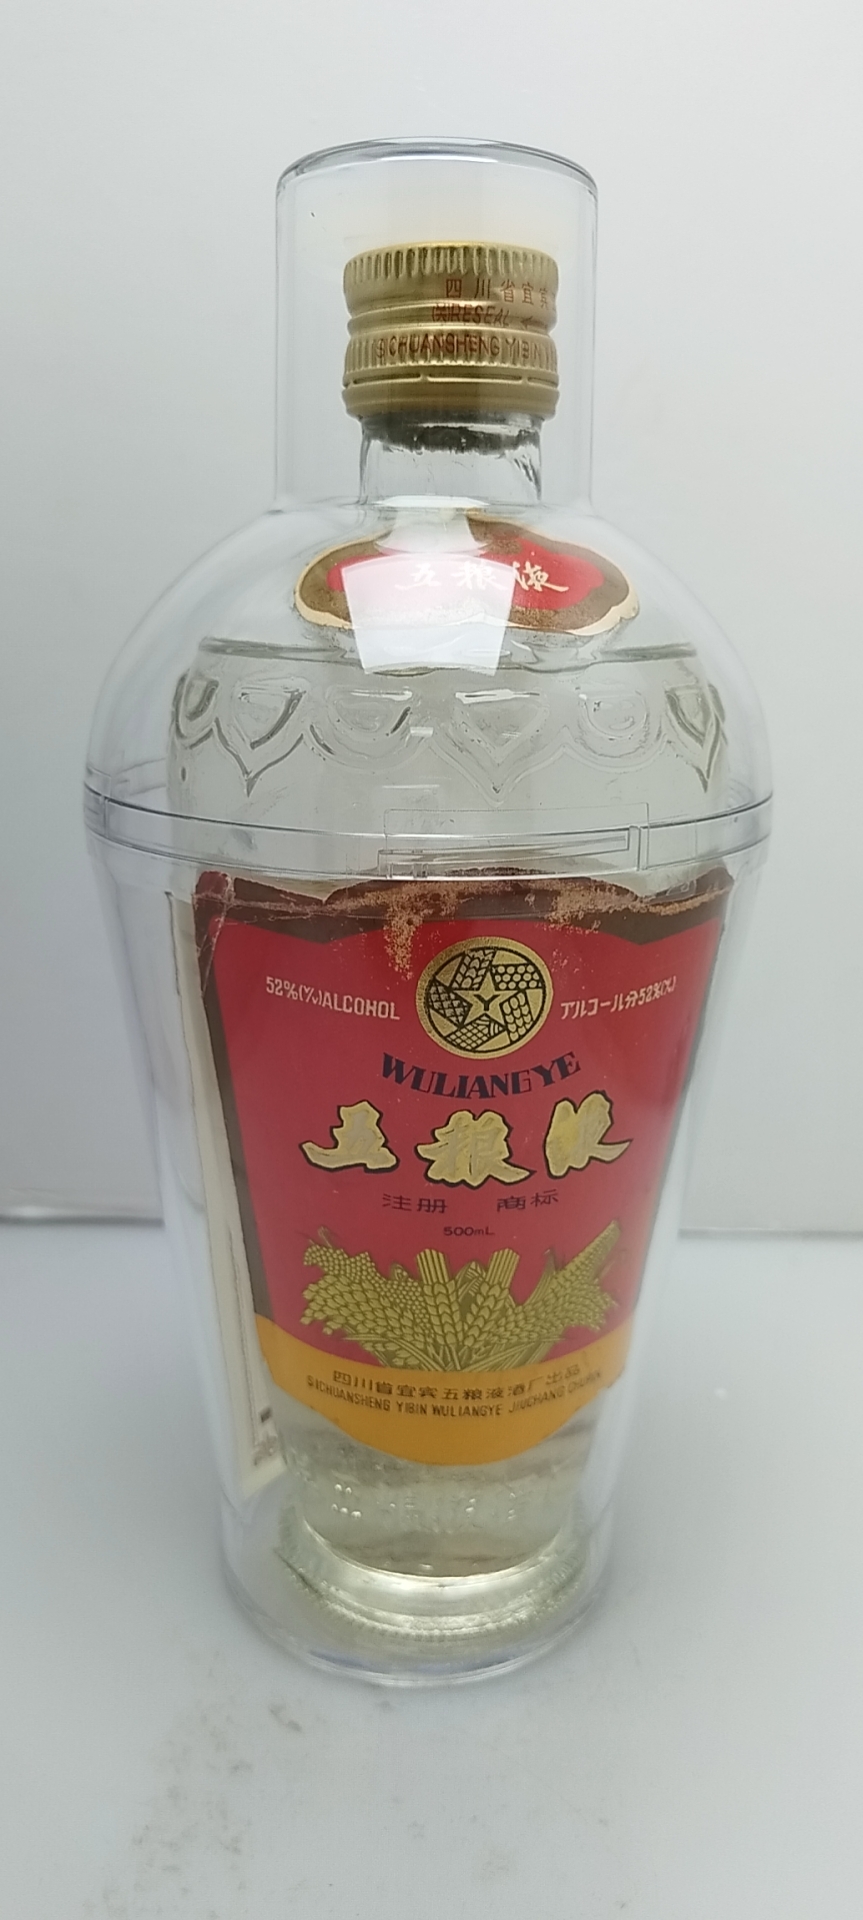 四川省宜宾
RESEAL
SICHUANSHENG YIBIN
五粮液
52%(%)ALCOHOL
Y
アルコール分52%(%)
WULIANGYE
五粮液
注册 商标
500mL
四川省宜宾五粮液酒厂出品
SICHUANSHENG YIBIN WULIANGYE JIUCHANG CHUPIN